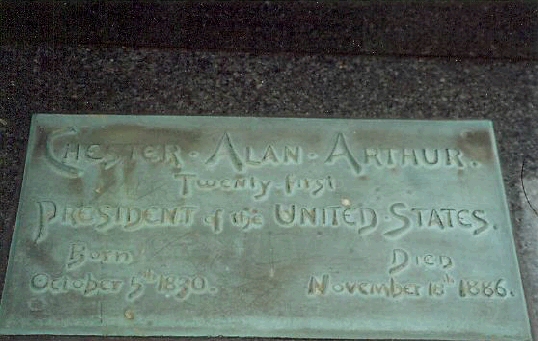 CHESTER · ALAN · ARTHUR.
TWENTY-FIRST
PRESIDENT of the UNITED · STATES.
BORN DIED
October 5th 1830. November 18th 1886.